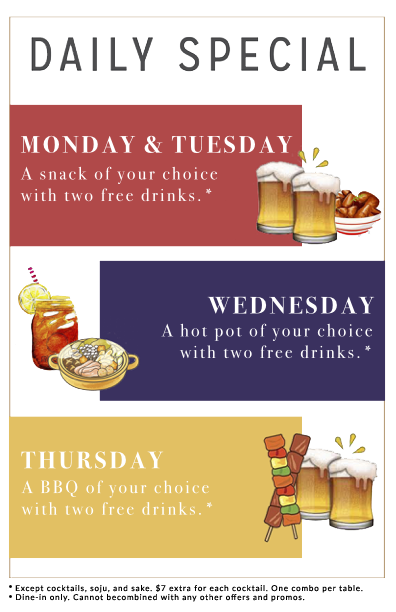 DAILY SPECIAL
MONDAY & TUESDAY
A snack of your choice
with two free drinks.*
WEDNESDAY
A hot pot of your choice
with two free drinks.*
THURSDAY
A BBQ of your choice
with two free drinks.*
* Except cocktails, soju, and sake. $7 extra for each cocktail. One combo per table.
* Dine-in only. Cannot becombined with any other offers and promos.